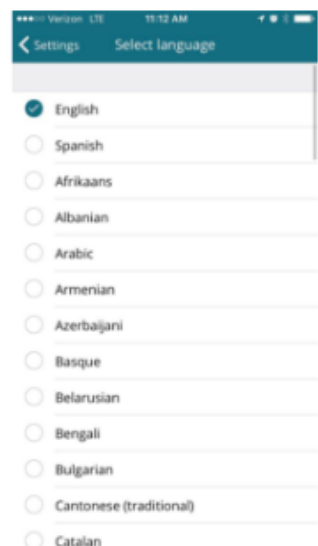 Verizon LTE 11:12 AM
Settings Select language
English
Spanish
Afrikaans
Albanian
Arabic
Armenian
Azerbaijani
Basque
Belarusian
Bengali
Bulgarian
Cantonese (traditional)
Catalan